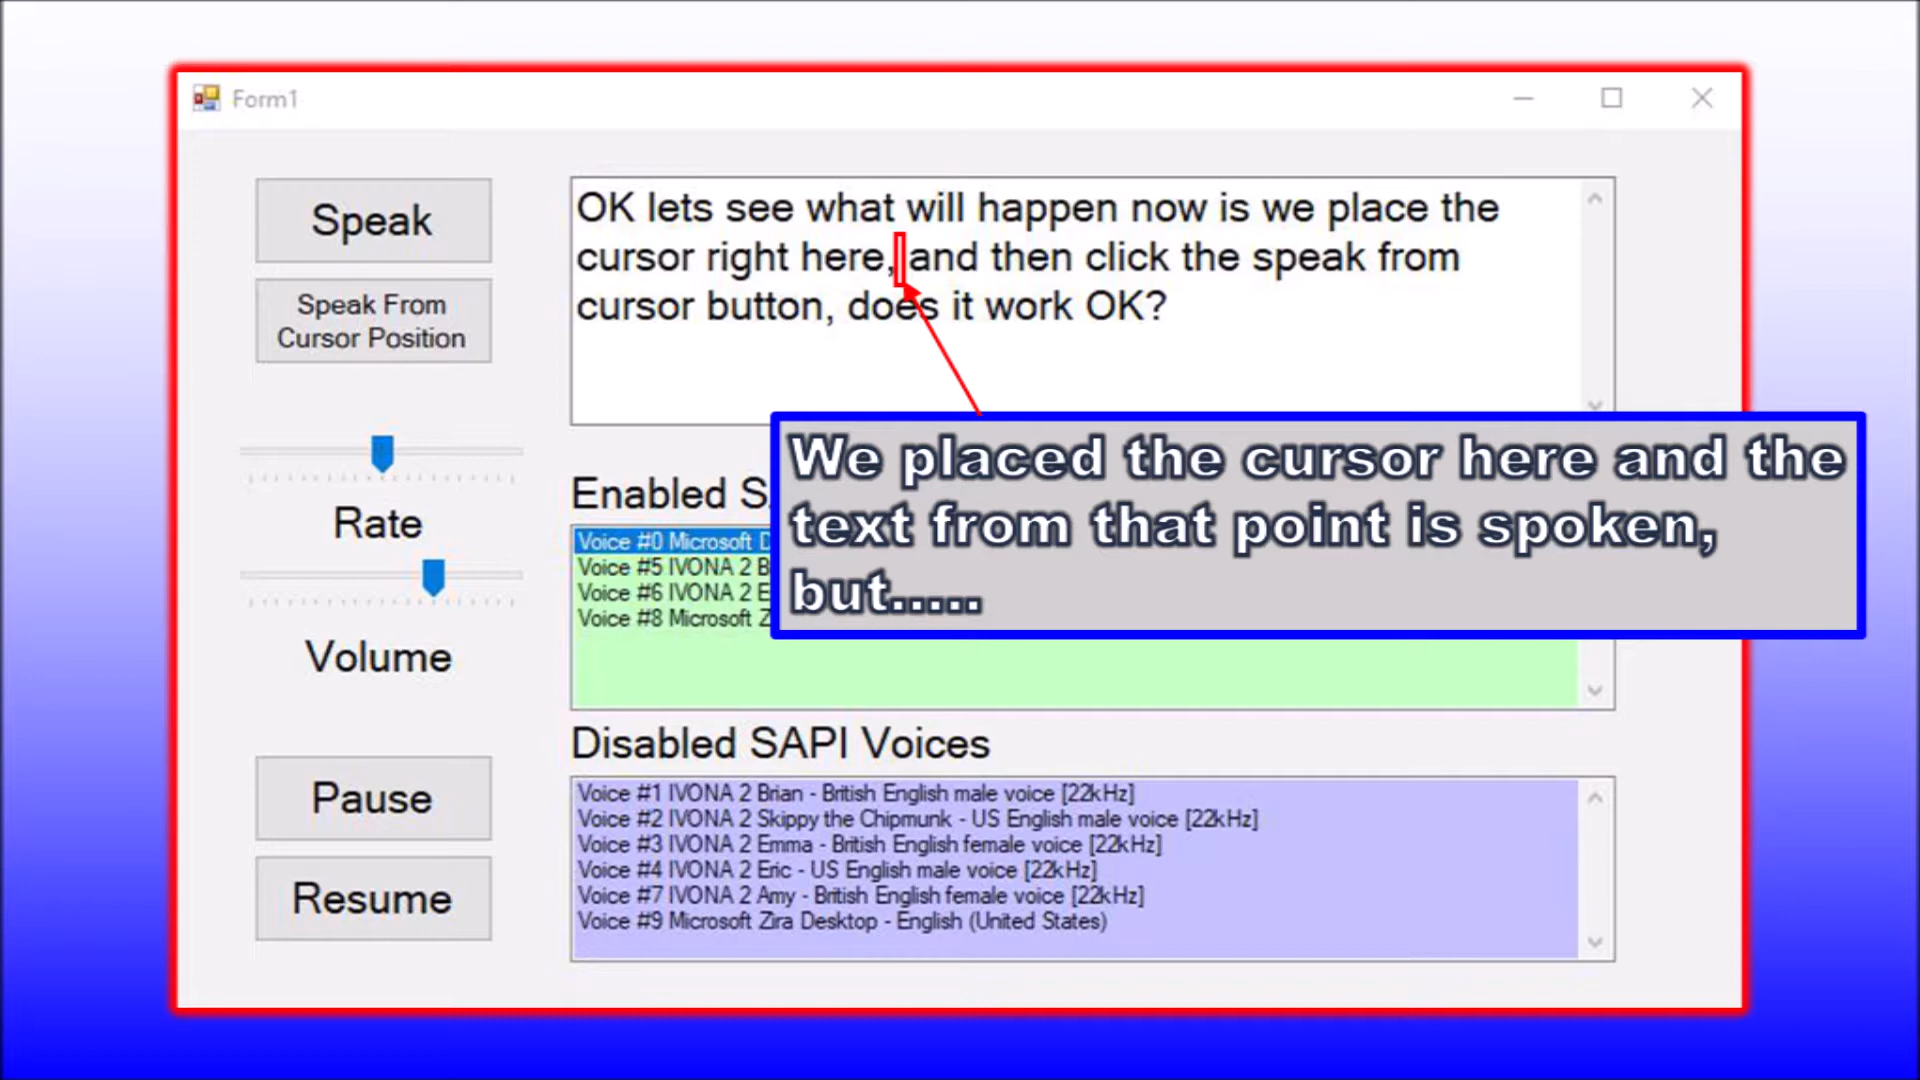 Form1
Speak
Speak From
Cursor Position
Rate
Volume
Pause
Resume
OK lets see what will happen now is we place the
cursor right here, and then click the speak from
cursor button, does it work OK?
We placed the cursor here and the
text from that point is spoken,
but.....
Enabled
Voice #0 Microsoft
Voice #5 IVONA 2
Voice #6 IVONA 2
Voice #8 Microsoft
Disabled SAPI Voices
Voice #1 IVONA 2 Brian - British English male voice [22kHz]
Voice #2 IVONA 2 Skippy the Chipmunk - US English male voice [22kHz]
Voice #3 IVONA 2 Emma - British English female voice [22kHz]
Voice #4 IVONA 2 Eric - US English male voice [22kHz]
Voice #7 IVONA 2 Amy - British English female voice [22kHz]
Voice #9 Microsoft Zira Desktop - English (United States)